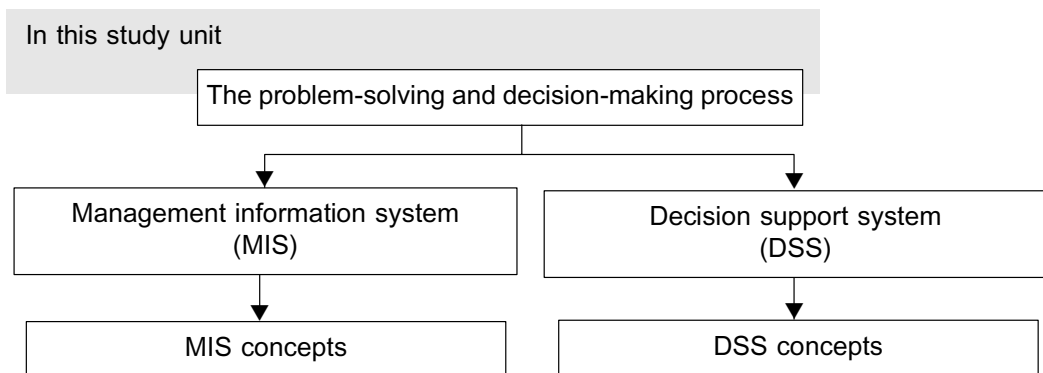 In this study unit
The problem-solving and decision-making process
Management information system
(MIS)
Decision support system
(DSS)
MIS concepts
DSS concepts